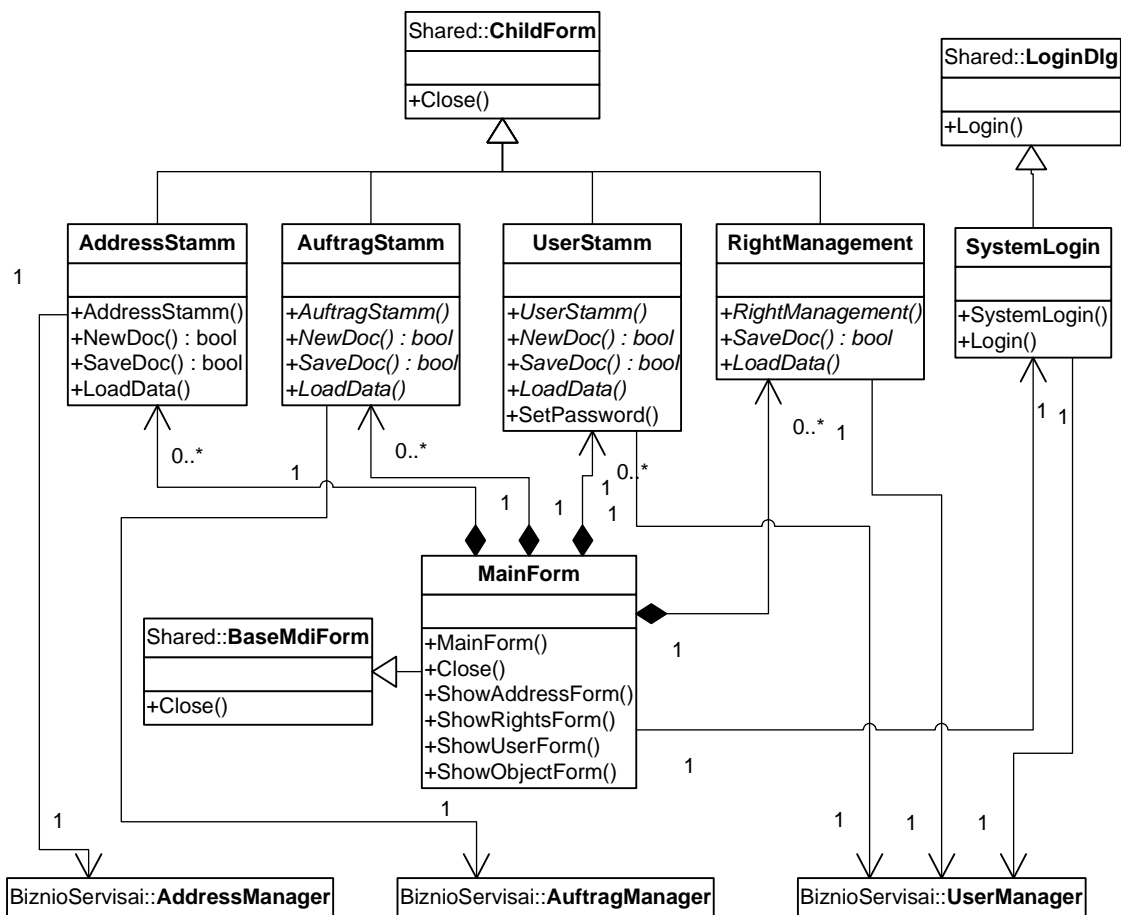 Shared::ChildForm
+Close()
Shared::LoginDlg
+Login()
AddressStamm
+AddressStamm()
+NewDoc() : bool
+SaveDoc() : bool
+LoadData()
AuftragStamm
+AuftragStamm()
+NewDoc() : bool
+SaveDoc() : bool
+LoadData()
UserStamm
+UserStamm()
+NewDoc() : bool
+SaveDoc() : bool
+LoadData()
+SetPassword()
RightManagement
+RightManagement()
+SaveDoc() : bool
+LoadData()
SystemLogin
+SystemLogin()
+Login()
1
0..*
1
0..*
1
1
1
0..*
1
0..*
1
1
1
MainForm
+MainForm()
+Close()
+ShowAddressForm()
+ShowRightsForm()
+ShowUserForm()
+ShowObjectForm()
1
1
Shared::BaseMdiForm
+Close()
1
1
1
1
1
BiznioServisai::AddressManager
BiznioServisai::AuftragManager
BiznioServisai::UserManager